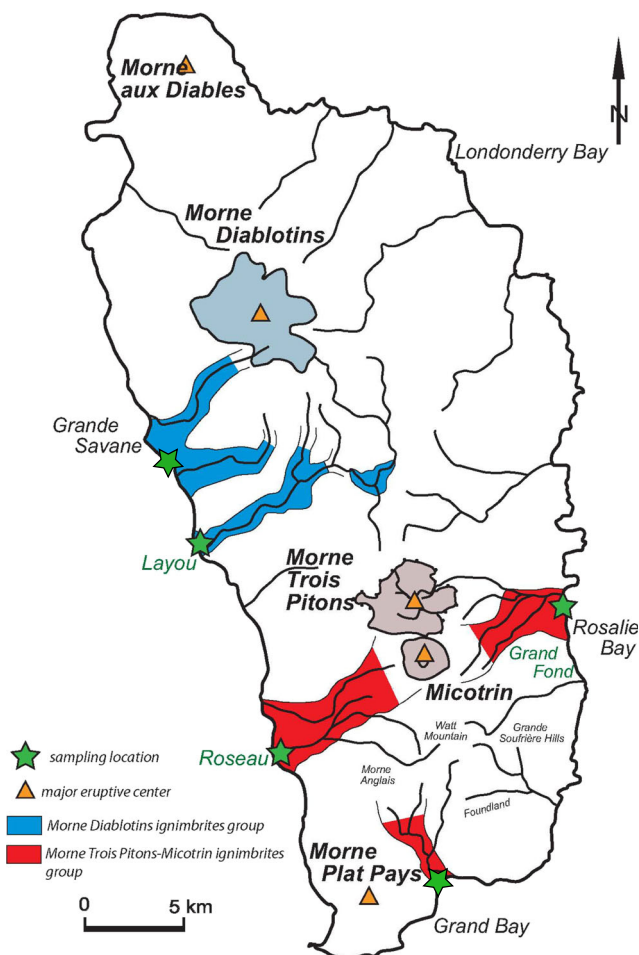 Morne
aux Diables
N
Londonderry Bay
Morne
Diablotins
Grande
Savane
Layou
Morne
Trois
Pitons
Rosalie
Bay
Grand
Fond
Micotrin
Watt
Mountain
Grande
Soufrière Hills
Roseau
Morne
Anglais
Foundland
sampling location
major eruptive center
Morne Diablotins ignimbrites group
Morne Trois Pitons-Micotrin ignimbrites
group
Morne
Plat Pays
0 5 km
Grand Bay